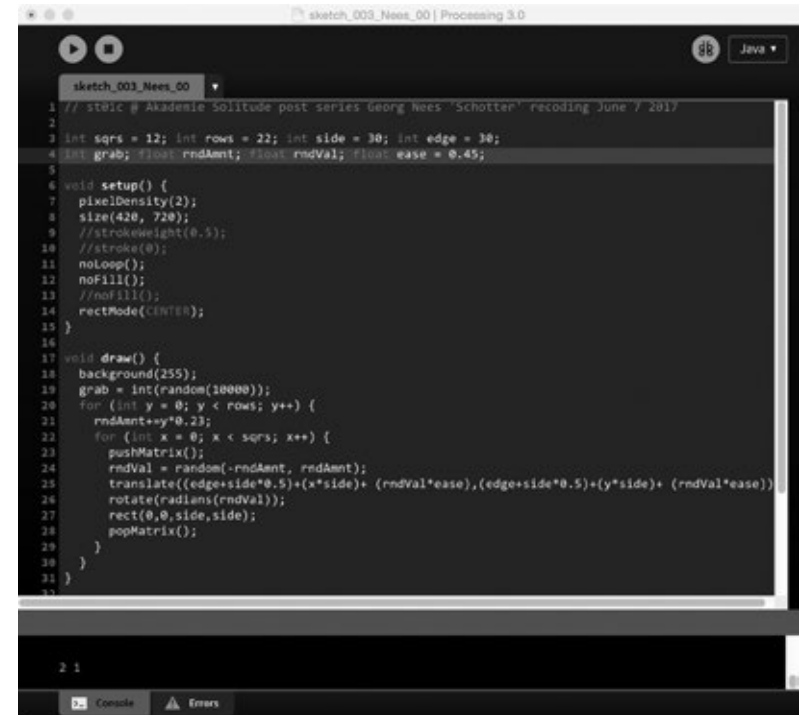 sketch_003_Nees_00 | Processing 3.0
Java ▾
sketch_003_Nees_00 ▾
1 // st01c @ Akademie Solitude post series Georg Nees 'Schotter' recoding June 7 2017
2
3 int sqrs = 12; int rows = 22; int side = 30; int edge = 30;
4 int grab; float rndAmnt; float rndVal; float ease = 0.45;
5
6 void setup() {
7 pixelDensity(2);
8 size(420, 720);
9 //strokeWeight(0.5);
10 //stroke(0);
11 noLoop();
12 noFill();
13 //noFill();
14 rectMode(CENTER);
15 }
16
17 void draw() {
18 background(255);
19 grab = int(random(10000));
20 for (int y = 0; y < rows; y++) {
21 rndAmnt+=y*0.23;
22 for (int x = 0; x < sqrs; x++) {
23 pushMatrix();
24 rndVal = random(-rndAmnt, rndAmnt);
25 translate((edge+side*0.5)+(x*side)+ (rndVal*ease),(edge+side*0.5)+(y*side)+ (rndVal*ease))
26 rotate(radians(rndVal));
27 rect(0,0,side,side);
28 popMatrix();
29 }
30 }
31 }
32
2 1
Console
Errors